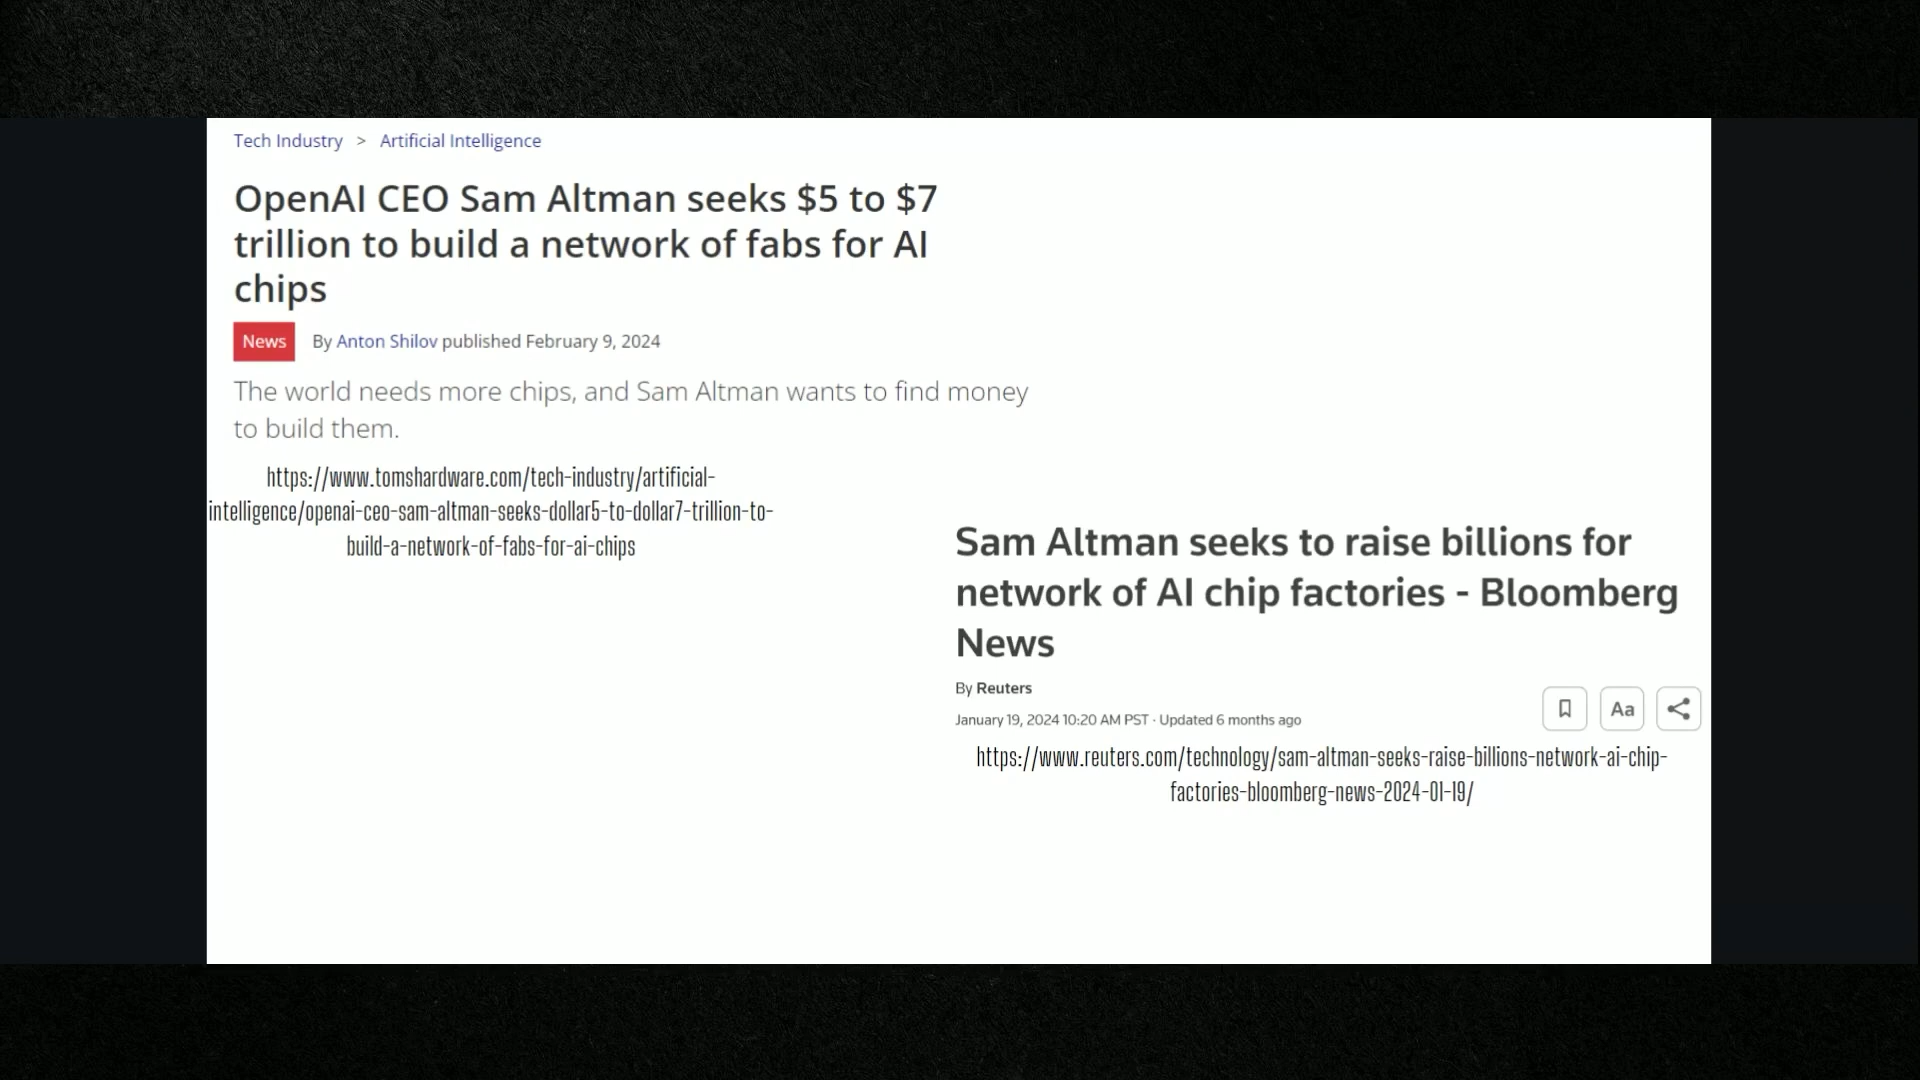 Tech Industry > Artificial Intelligence
OpenAI CEO Sam Altman seeks $5 to $7
trillion to build a network of fabs for AI
chips
News By Anton Shilov published February 9, 2024
The world needs more chips, and Sam Altman wants to find money
to build them.
https://www.tomshardware.com/tech-industry/artificial-
intelligence/openai-ceo-sam-altman-seeks-dollar5-to-dollar7-trillion-to-
build-a-network-of-fabs-for-ai-chips
Sam Altman seeks to raise billions for
network of AI chip factories - Bloomberg
News
By Reuters
January 19, 2024 10:20 AM PST · Updated 6 months ago
Aa
https://www.reuters.com/technology/sam-altman-seeks-raise-billions-network-ai-chip-
factories-bloomberg-news-2024-01-19/